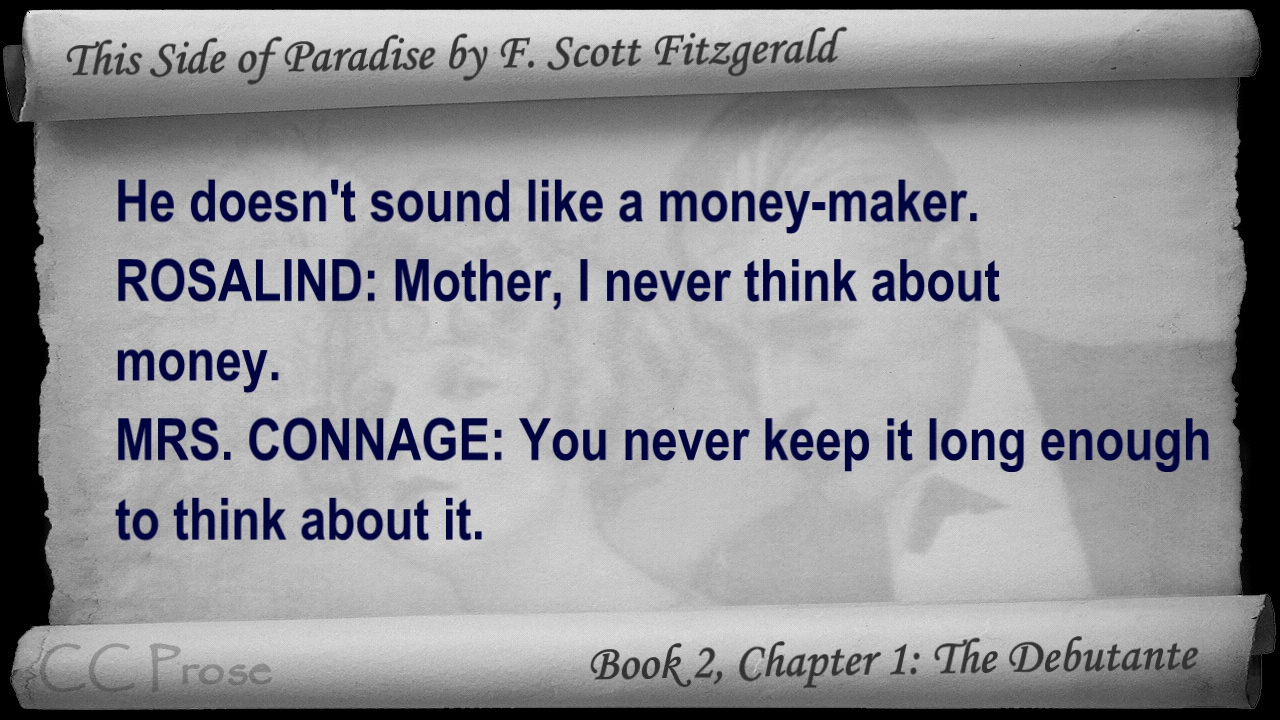 This Side of Paradise by F. Scott Fitzgerald
He doesn't sound like a money-maker.
ROSALIND: Mother, I never think about
money.
MRS. CONNAGE: You never keep it long enough
to think about it.
CC Prose
Book 2, Chapter 1: The Debutante